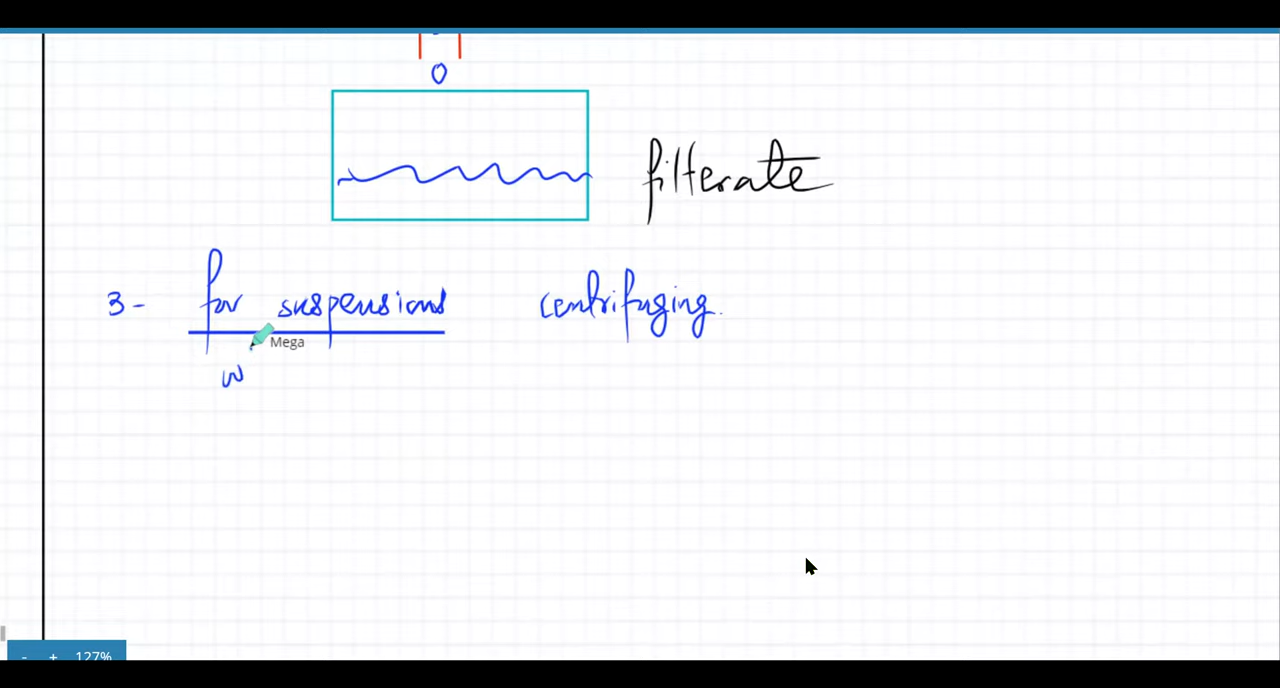 0
filterate
3- for suspensions centrifuging.
Mega
w
- + 127%